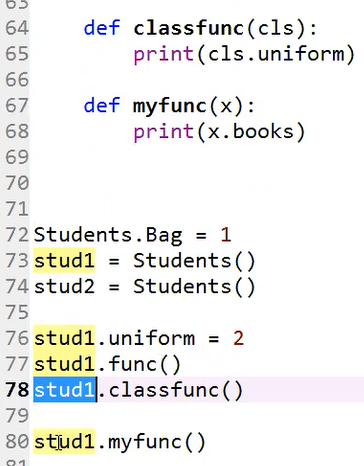 63
64 def classfunc(cls):
65 print(cls.uniform)
66
67 def myfunc(x):
68 print(x.books)
69
70
71
72 Students.Bag = 1
73 stud1 = Students()
74 stud2 = Students()
75
76 stud1.uniform = 2
77 stud1.func()
78 stud1.classfunc()
79
80 stud1.myfunc()
81